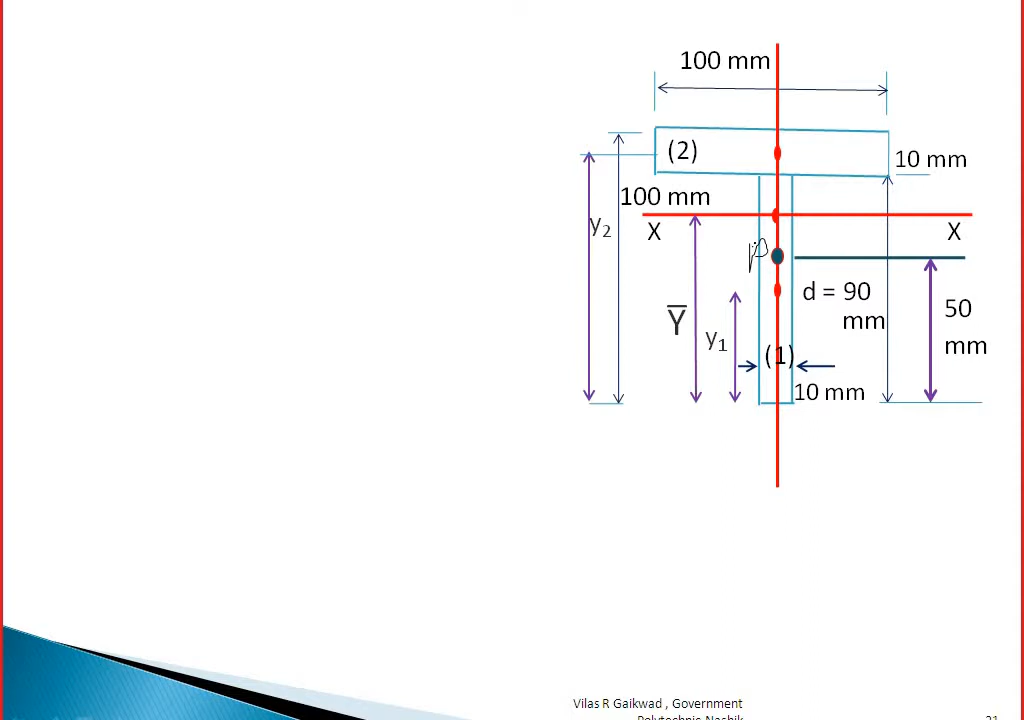 100 mm
(2)
10 mm
100 mm
y2
X
X
P
d = 90
mm
50
mm
Y̅
y1
(1)
10 mm
Vilas R Gaikwad , Government